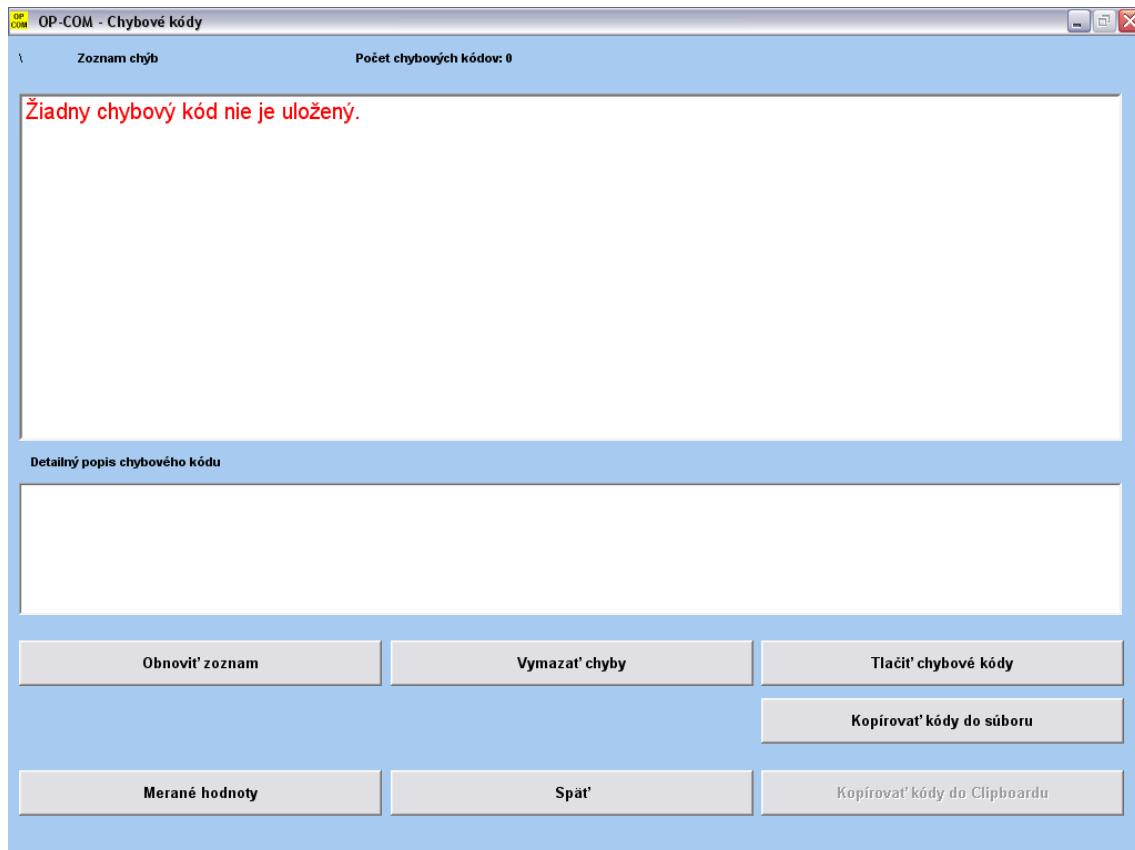 OP COM OP-COM - Chybové kódy
\ Zoznam chýb Počet chybových kódov: 0
Žiadny chybový kód nie je uložený.
Detailný popis chybového kódu
Obnoviť zoznam Vymazať chyby Tlačiť chybové kódy
Kopírovať kódy do súboru
Merané hodnoty Späť Kopírovať kódy do Clipboardu